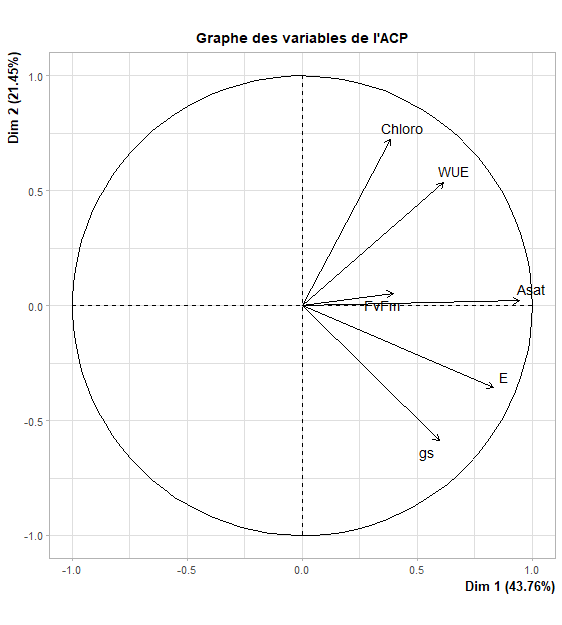 Graphe des variables de l'ACP
Dim 2 (21.45%)
1.0
0.5
0.0
-0.5
-1.0
Chloro
WUE
Asat
FvFm
E
gs
-1.0
-0.5
0.0
0.5
1.0
Dim 1 (43.76%)